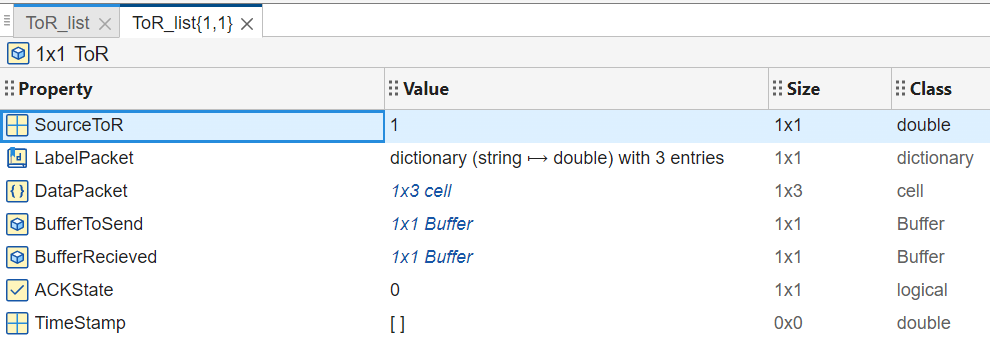 ToR_list × ToR_list{1,1} ×
1x1 ToR
Property Value Size Class
SourceToR 1 1x1 double
LabelPacket dictionary (string ⟼ double) with 3 entries 1x1 dictionary
DataPacket 1x3 cell 1x3 cell
BufferToSend 1x1 Buffer 1x1 Buffer
BufferRecieved 1x1 Buffer 1x1 Buffer
ACKState 0 1x1 logical
TimeStamp [ ] 0x0 double